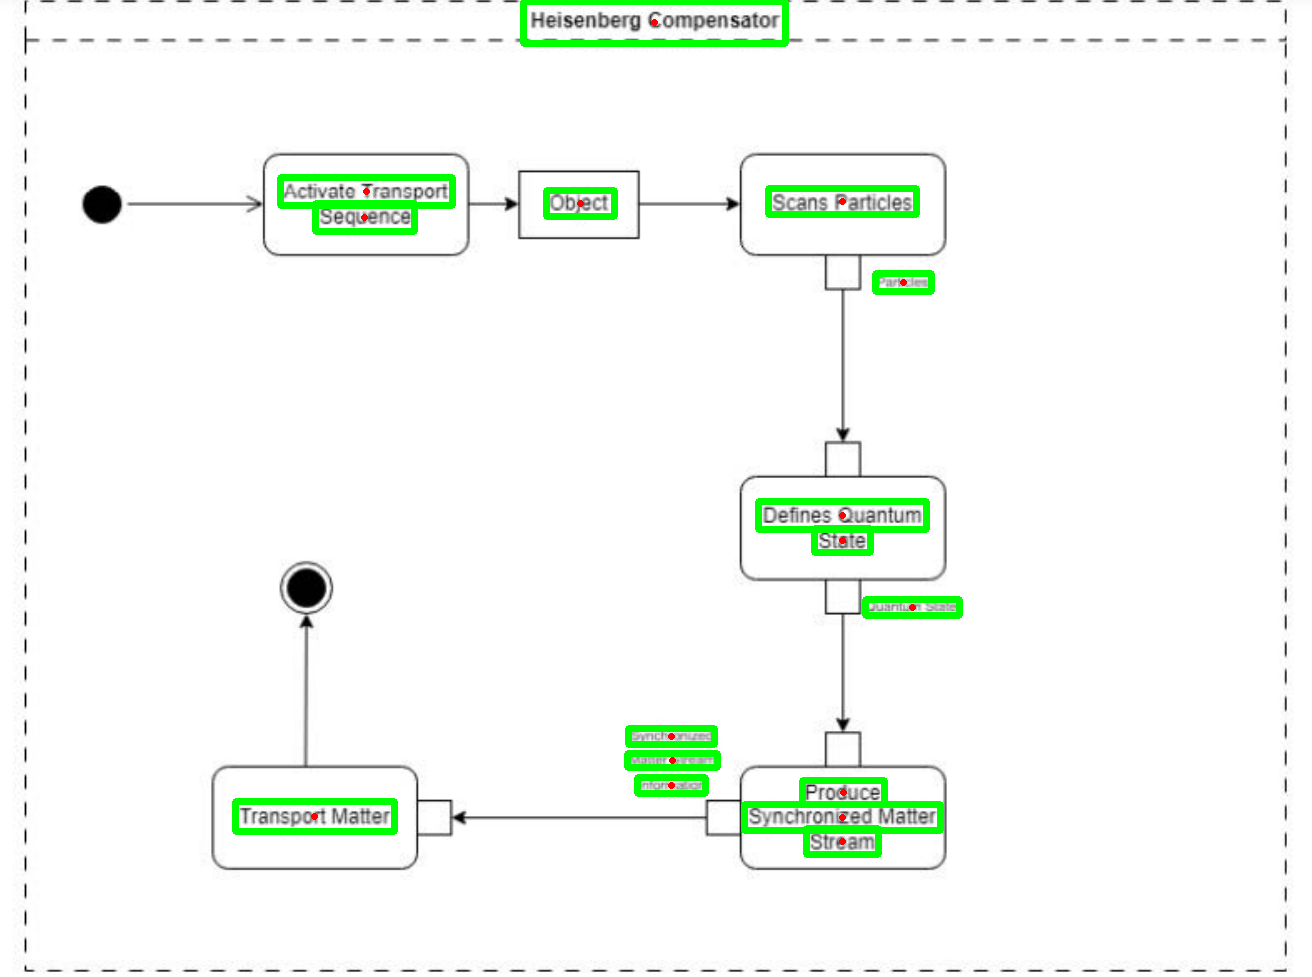 Heisenberg Compensator
Activate Transport
Sequence
Object
Scans Particles
Particles
Defines Quantum
State
Quantum State
Synchronized
Matter Stream
Information
Produce
Synchronized Matter
Stream
Transport Matter